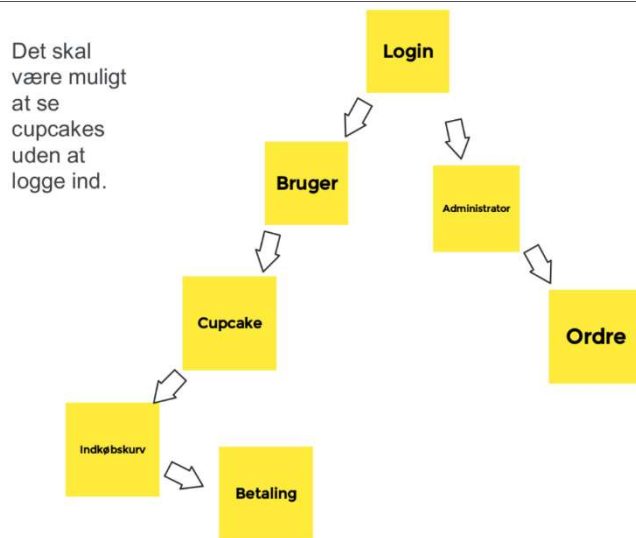 Det skal
være muligt
at se
cupcakes
uden at
logge ind.
Login
Bruger
Administrator
Cupcake
Ordre
Indkøbskurv
Betaling